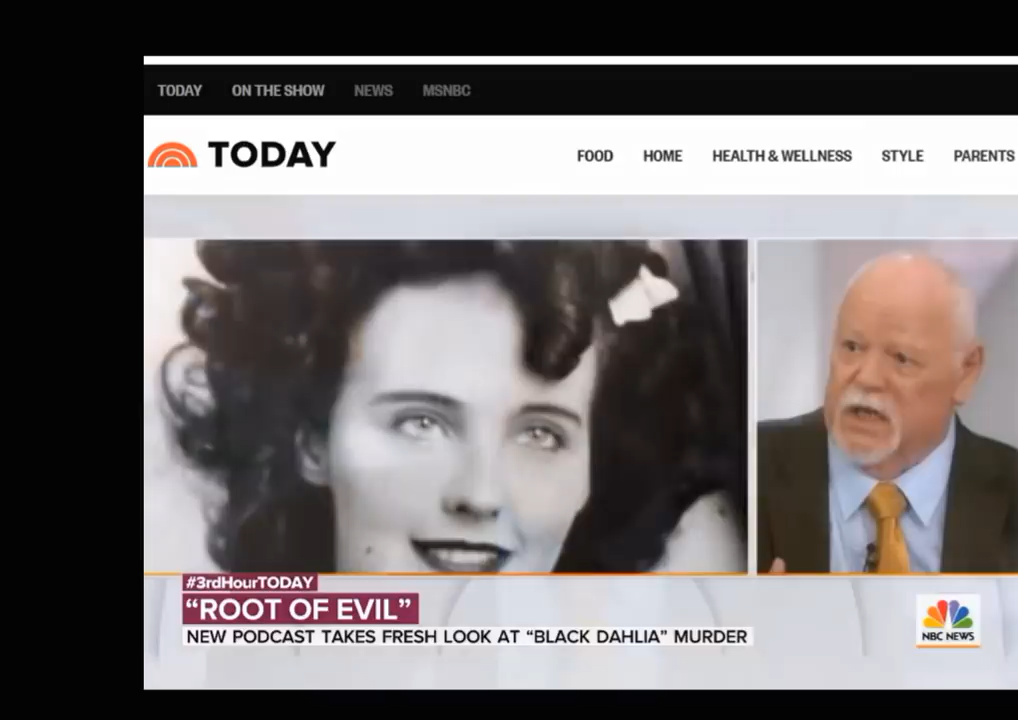 TODAY ON THE SHOW NEWS MSNBC
TODAY FOOD HOME HEALTH & WELLNESS STYLE PARENTS
#3rdHourTODAY
“ROOT OF EVIL”
NEW PODCAST TAKES FRESH LOOK AT “BLACK DAHLIA” MURDER
NBC NEWS